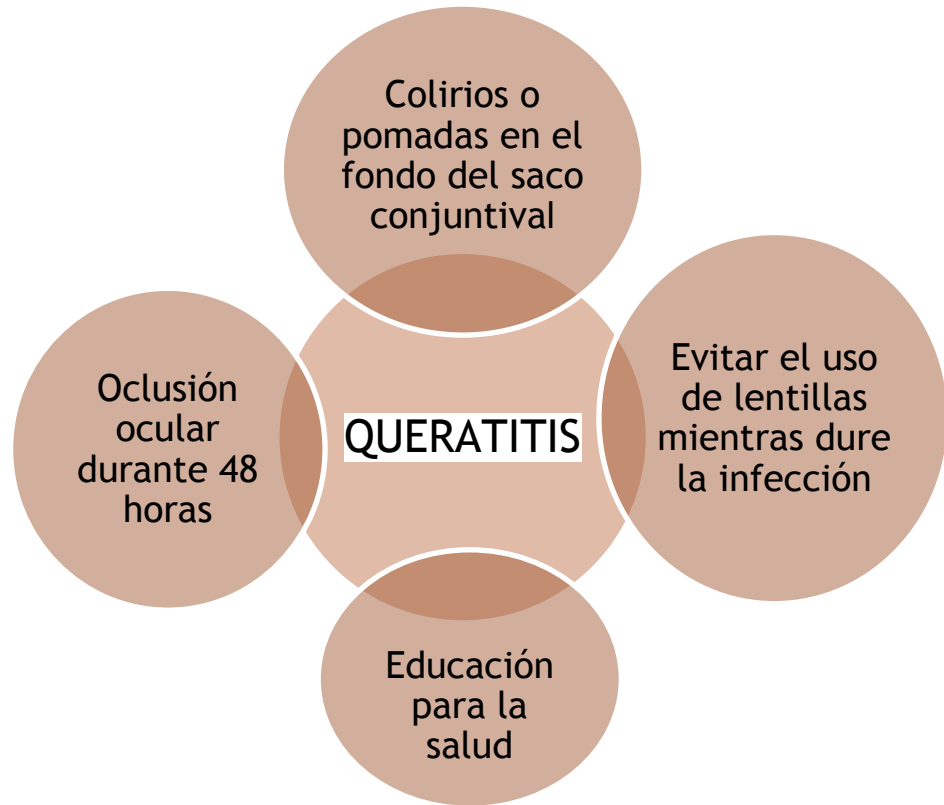 Colirios o
pomadas en el
fondo del saco
conjuntival
Oclusión
ocular
durante 48
horas
QUERATITIS
Evitar el uso
de lentillas
mientras dure
la infección
Educación
para la
salud